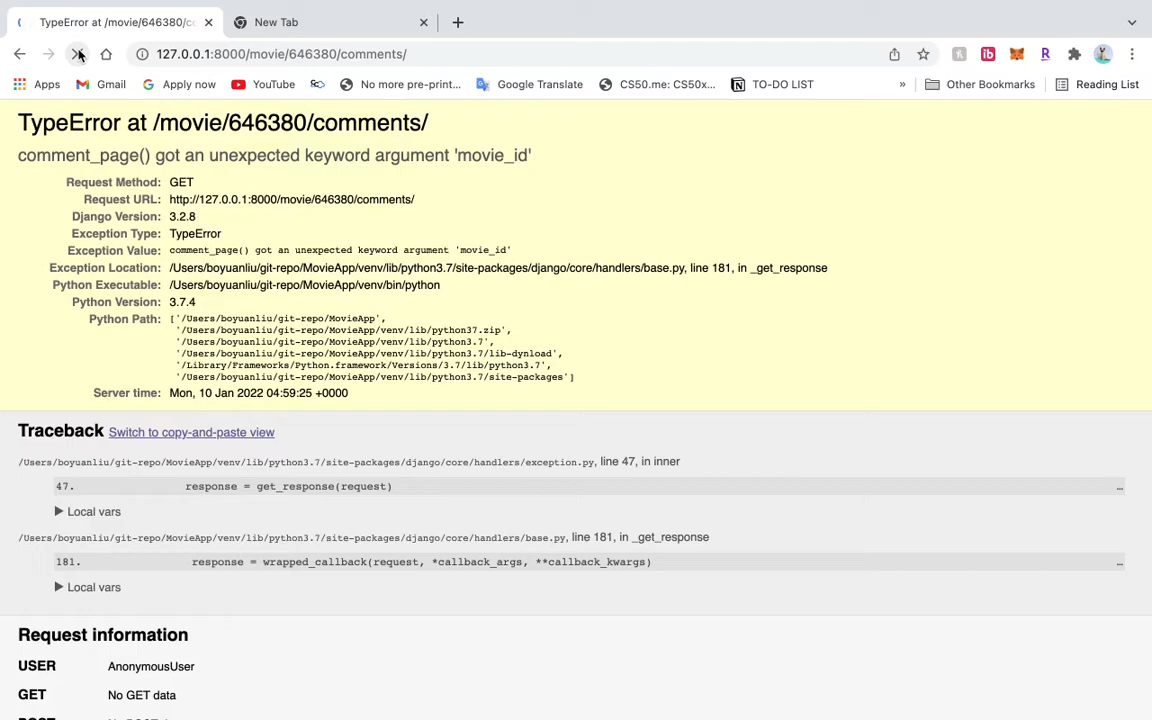 TypeError at /movie/646380/cc
New Tab
127.0.0.1:8000/movie/646380/comments/
Apps Gmail Apply now YouTube No more pre-print... Google Translate CS50.me: CS50x... TO-DO LIST » Other Bookmarks Reading List
TypeError at /movie/646380/comments/
comment_page() got an unexpected keyword argument 'movie_id'
Request Method: GET
Request URL: http://127.0.0.1:8000/movie/646380/comments/
Django Version: 3.2.8
Exception Type: TypeError
Exception Value: comment_page() got an unexpected keyword argument 'movie_id'
Exception Location: /Users/boyuanliu/git-repo/MovieApp/venv/lib/python3.7/site-packages/django/core/handlers/base.py, line 181, in _get_response
Python Executable: /Users/boyuanliu/git-repo/MovieApp/venv/bin/python
Python Version: 3.7.4
Python Path: ['/Users/boyuanliu/git-repo/MovieApp',
'/Users/boyuanliu/git-repo/MovieApp/venv/lib/python37.zip',
'/Users/boyuanliu/git-repo/MovieApp/venv/lib/python3.7',
'/Users/boyuanliu/git-repo/MovieApp/venv/lib/python3.7/lib-dynload',
'/Library/Frameworks/Python.framework/Versions/3.7/lib/python3.7',
'/Users/boyuanliu/git-repo/MovieApp/venv/lib/python3.7/site-packages']
Server time: Mon, 10 Jan 2022 04:59:25 +0000
Traceback Switch to copy-and-paste view
/Users/boyuanliu/git-repo/MovieApp/venv/lib/python3.7/site-packages/django/core/handlers/exception.py, line 47, in inner
47. response = get_response(request) …
▶ Local vars
/Users/boyuanliu/git-repo/MovieApp/venv/lib/python3.7/site-packages/django/core/handlers/base.py, line 181, in _get_response
181. response = wrapped_callback(request, *callback_args, **callback_kwargs) …
▶ Local vars
Request information
USER AnonymousUser
GET No GET data